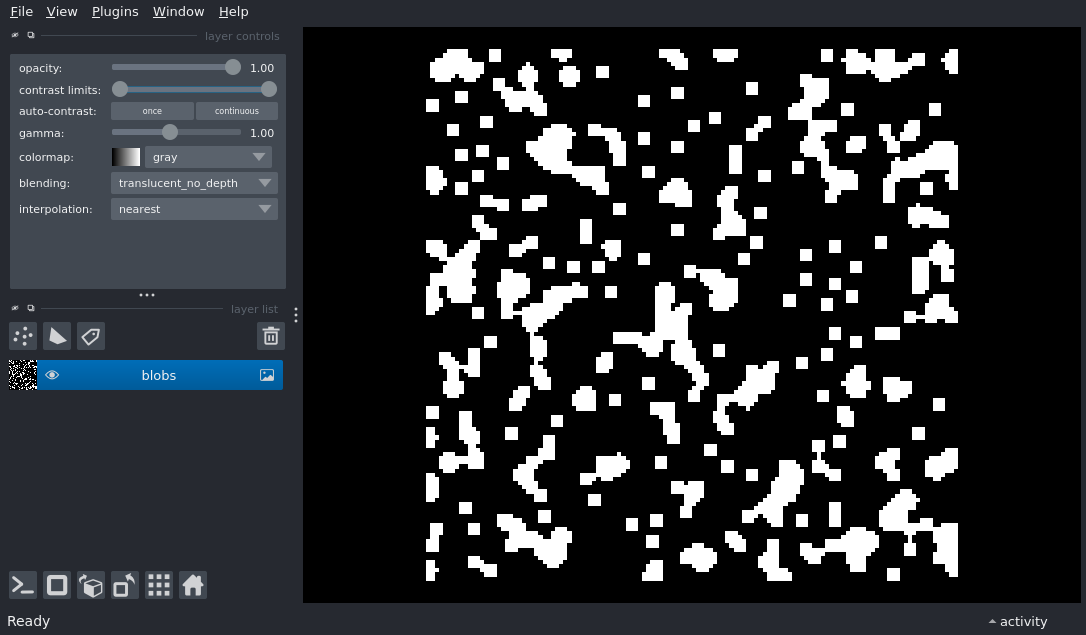 File View Plugins Window Help
layer controls
opacity: 1.00
contrast limits:
auto-contrast: once continuous
gamma: 1.00
colormap: gray
blending: translucent_no_depth
interpolation: nearest
layer list
blobs
Ready activity